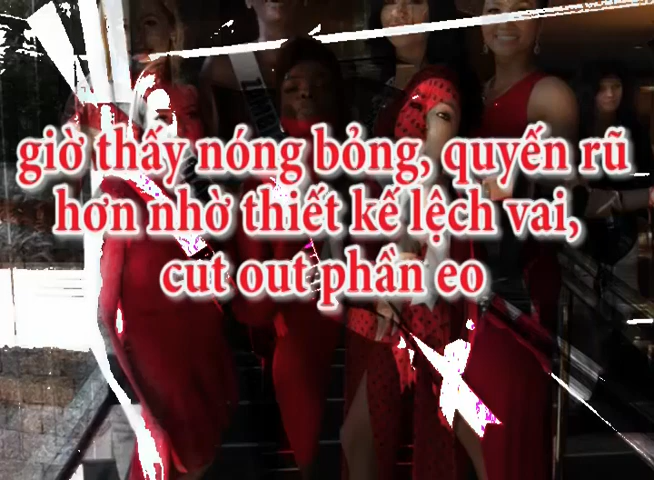 giờ thấy nóng bỏng, quyến rũ
hơn nhờ thiết kế lệch vai,
cut out phần eo